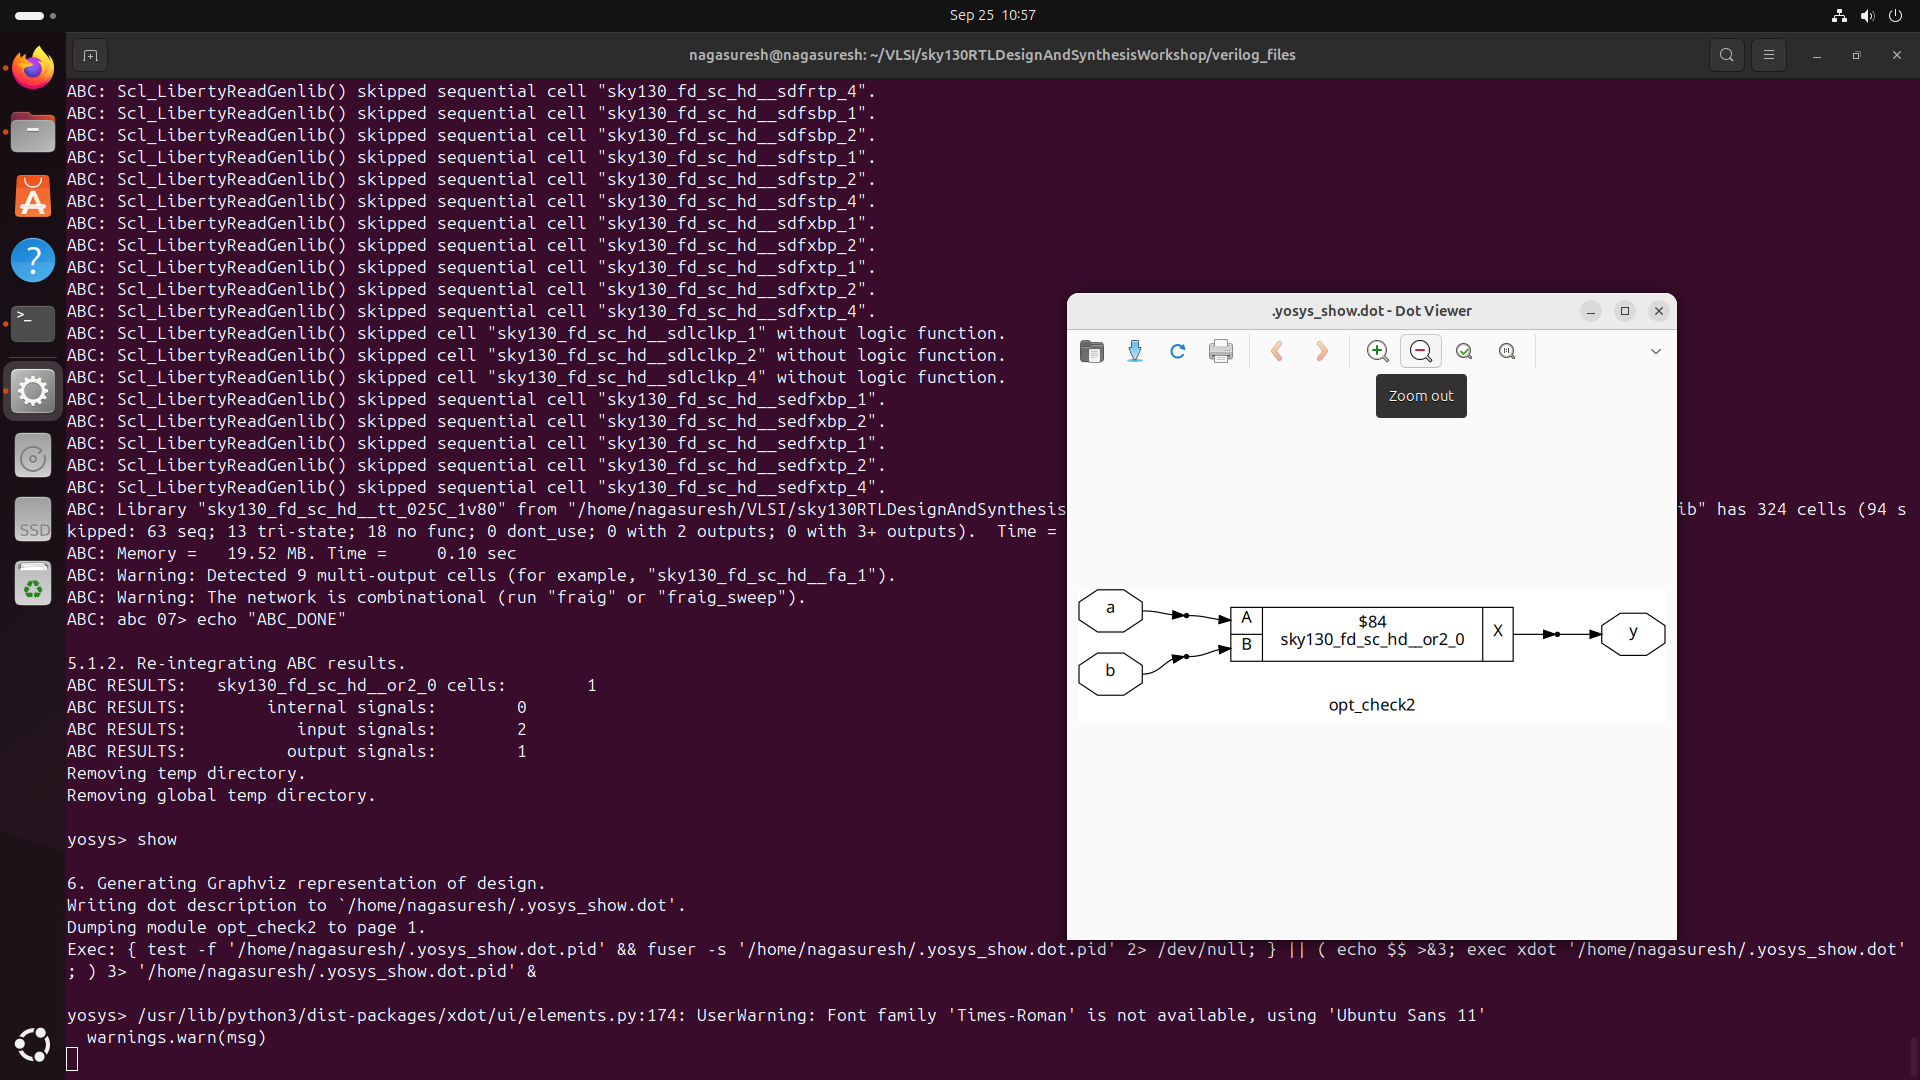 Sep 25 10:57
nagasuresh@nagasuresh: ~/VLSI/sky130RTLDesignAndSynthesisWorkshop/verilog_files
ABC: Scl_LibertyReadGenlib() skipped sequential cell "sky130_fd_sc_hd__sdfrtp_4".
ABC: Scl_LibertyReadGenlib() skipped sequential cell "sky130_fd_sc_hd__sdfsbp_1".
ABC: Scl_LibertyReadGenlib() skipped sequential cell "sky130_fd_sc_hd__sdfsbp_2".
ABC: Scl_LibertyReadGenlib() skipped sequential cell "sky130_fd_sc_hd__sdfstp_1".
ABC: Scl_LibertyReadGenlib() skipped sequential cell "sky130_fd_sc_hd__sdfstp_2".
ABC: Scl_LibertyReadGenlib() skipped sequential cell "sky130_fd_sc_hd__sdfstp_4".
ABC: Scl_LibertyReadGenlib() skipped sequential cell "sky130_fd_sc_hd__sdfxbp_1".
ABC: Scl_LibertyReadGenlib() skipped sequential cell "sky130_fd_sc_hd__sdfxbp_2".
ABC: Scl_LibertyReadGenlib() skipped sequential cell "sky130_fd_sc_hd__sdfxtp_1".
ABC: Scl_LibertyReadGenlib() skipped sequential cell "sky130_fd_sc_hd__sdfxtp_2".
ABC: Scl_LibertyReadGenlib() skipped sequential cell "sky130_fd_sc_hd__sdfxtp_4".
ABC: Scl_LibertyReadGenlib() skipped cell "sky130_fd_sc_hd__sdlclkp_1" without logic function.
ABC: Scl_LibertyReadGenlib() skipped cell "sky130_fd_sc_hd__sdlclkp_2" without logic function.
ABC: Scl_LibertyReadGenlib() skipped cell "sky130_fd_sc_hd__sdlclkp_4" without logic function.
ABC: Scl_LibertyReadGenlib() skipped sequential cell "sky130_fd_sc_hd__sedfxbp_1".
ABC: Scl_LibertyReadGenlib() skipped sequential cell "sky130_fd_sc_hd__sedfxbp_2".
ABC: Scl_LibertyReadGenlib() skipped sequential cell "sky130_fd_sc_hd__sedfxtp_1".
ABC: Scl_LibertyReadGenlib() skipped sequential cell "sky130_fd_sc_hd__sedfxtp_2".
ABC: Scl_LibertyReadGenlib() skipped sequential cell "sky130_fd_sc_hd__sedfxtp_4".
ABC: Library "sky130_fd_sc_hd__tt_025C_1v80" from "/home/nagasuresh/VLSI/sky130RTLDesignAndSynthesis ib" has 324 cells (94 s
kipped: 63 seq; 13 tri-state; 18 no func; 0 dont_use; 0 with 2 outputs; 0 with 3+ outputs).  Time =
ABC: Memory =   19.52 MB. Time =     0.10 sec
ABC: Warning: Detected 9 multi-output cells (for example, "sky130_fd_sc_hd__fa_1").
ABC: Warning: The network is combinational (run "fraig" or "fraig_sweep").
ABC: abc 07> echo "ABC_DONE"
5.1.2. Re-integrating ABC results.
ABC RESULTS:   sky130_fd_sc_hd__or2_0 cells:        1
ABC RESULTS:        internal signals:        0
ABC RESULTS:           input signals:        2
ABC RESULTS:          output signals:        1
Removing temp directory.
Removing global temp directory.
yosys> show
6. Generating Graphviz representation of design.
Writing dot description to `/home/nagasuresh/.yosys_show.dot'.
Dumping module opt_check2 to page 1.
Exec: { test -f '/home/nagasuresh/.yosys_show.dot.pid' && fuser -s '/home/nagasuresh/.yosys_show.dot.pid' 2> /dev/null; } || ( echo $$ >&3; exec xdot '/home/nagasuresh/.yosys_show.dot'
; ) 3> '/home/nagasuresh/.yosys_show.dot.pid' &
yosys> /usr/lib/python3/dist-packages/xdot/ui/elements.py:174: UserWarning: Font family 'Times-Roman' is not available, using 'Ubuntu Sans 11'
warnings.warn(msg)
.yosys_show.dot - Dot Viewer
Zoom out
a
b
A
B
$84
sky130_fd_sc_hd__or2_0
X
y
opt_check2
SSD